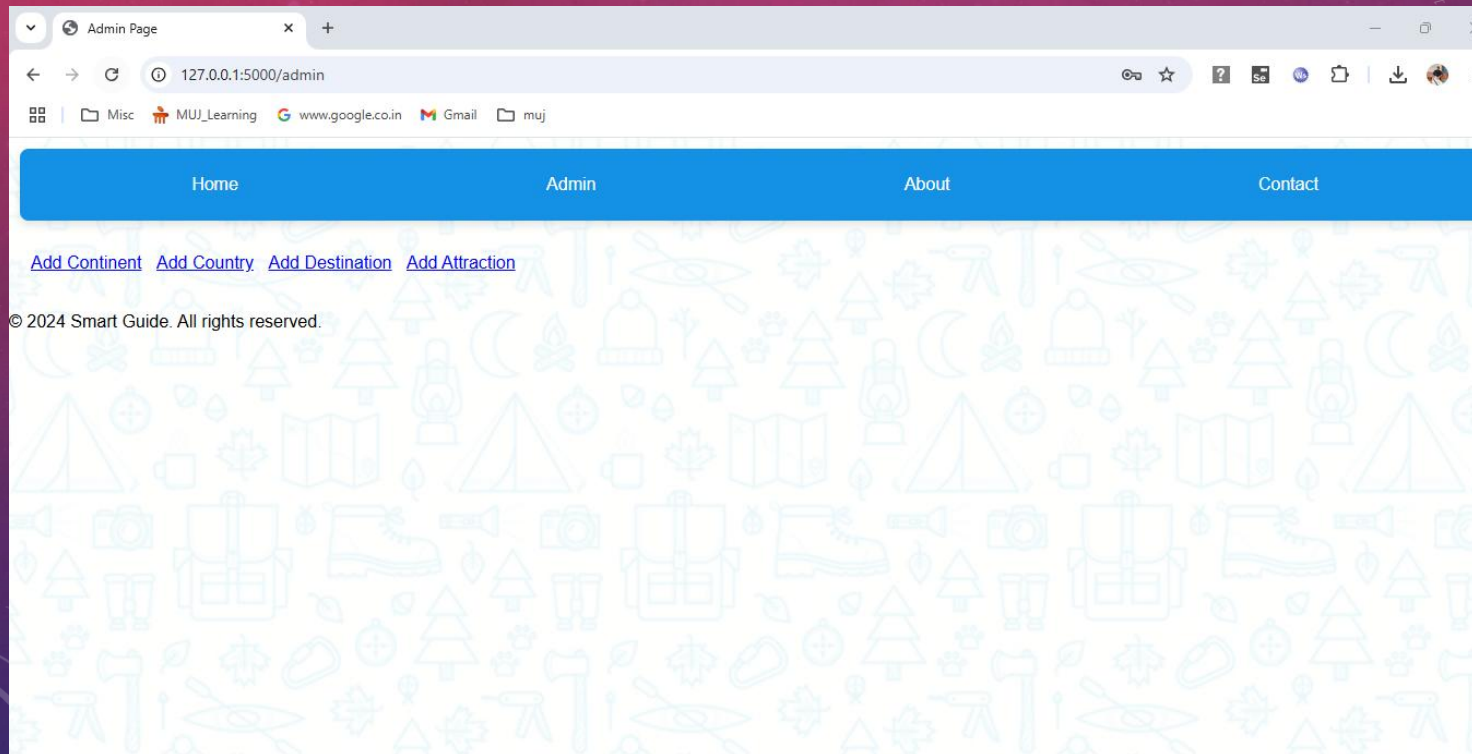 Admin Page
127.0.0.1:5000/admin
Misc MUJ_Learning www.google.co.in Gmail muj
Home Admin About Contact
Add Continent Add Country Add Destination Add Attraction
© 2024 Smart Guide. All rights reserved.